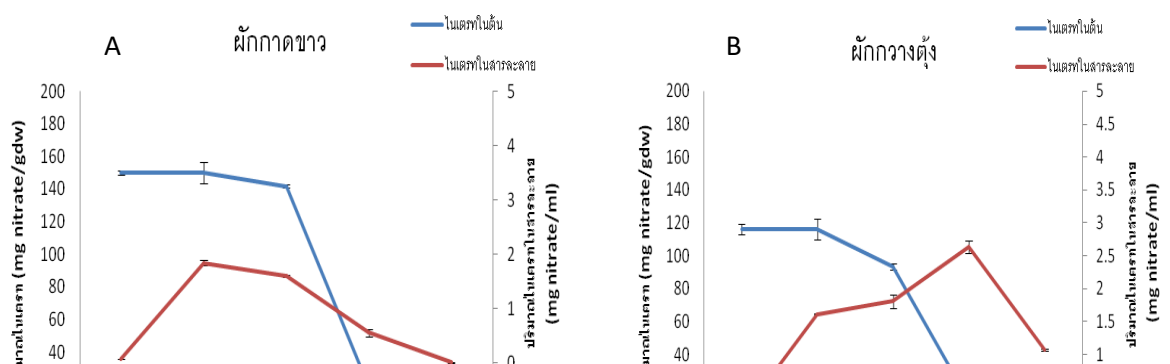 A
ผักกาดขาว
ไนเตรทในต้น
ไนเตรทในสารละลาย
200
180
160
140
120
100
80
60
40
(mg nitrate/gdw)
5
4
3
2
1
0
ปริมาณไนเตรทในสารละลาย
(mg nitrate/ml)
B
ผักกวางตุ้ง
ไนเตรทในต้น
ไนเตรทในสารละลาย
200
180
160
140
120
100
80
60
40
(mg nitrate/gdw)
5
4.5
4
3.5
3
2.5
2
1.5
1
ปริมาณไนเตรทในสารละลาย
(mg nitrate/ml)